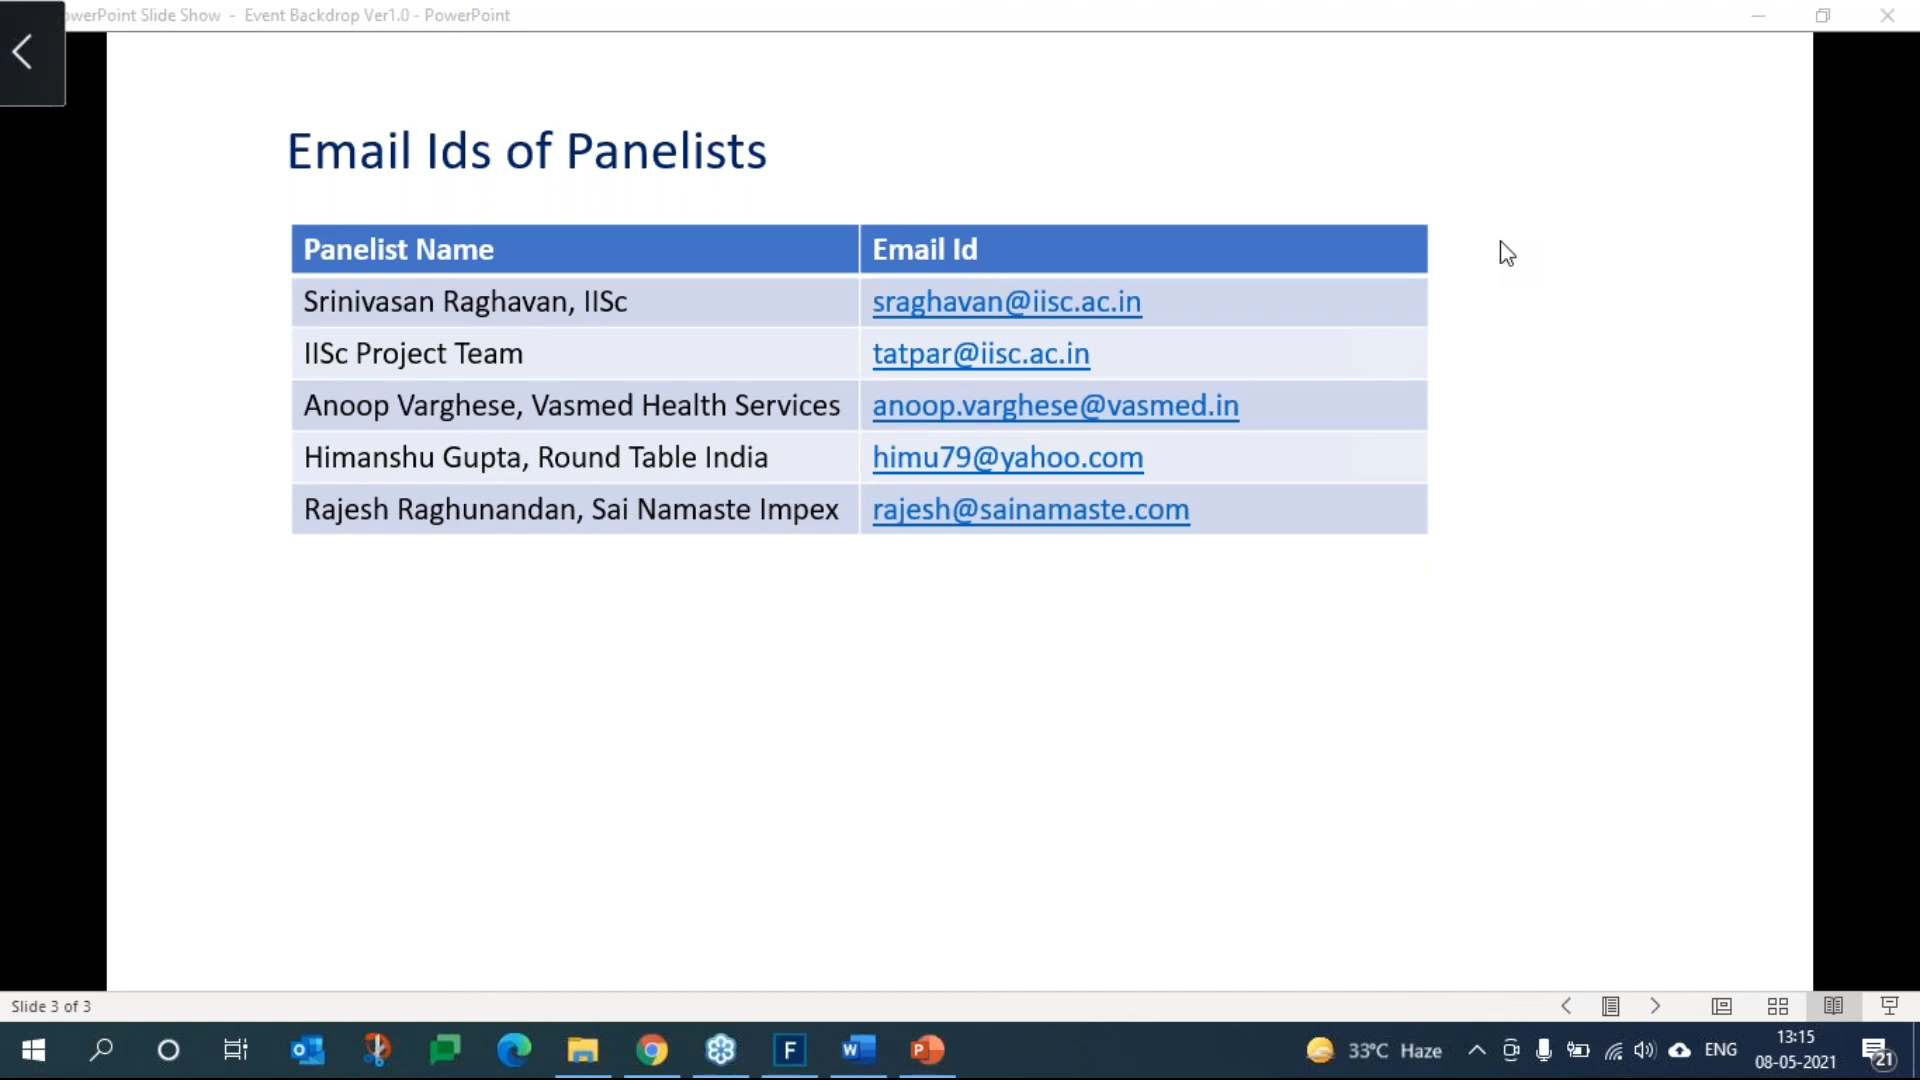 owerPoint Slide Show - Event Backdrop Ver1.0 - PowerPoint
Email Ids of Panelists
Panelist Name Email Id
Srinivasan Raghavan, IISc sraghavan@iisc.ac.in
IISc Project Team tatpar@iisc.ac.in
Anoop Varghese, Vasmed Health Services anoop.varghese@vasmed.in
Himanshu Gupta, Round Table India himu79@yahoo.com
Rajesh Raghunandan, Sai Namaste Impex rajesh@sainamaste.com
Slide 3 of 3
F W P 33°C Haze ENG 13:15 21
08-05-2021